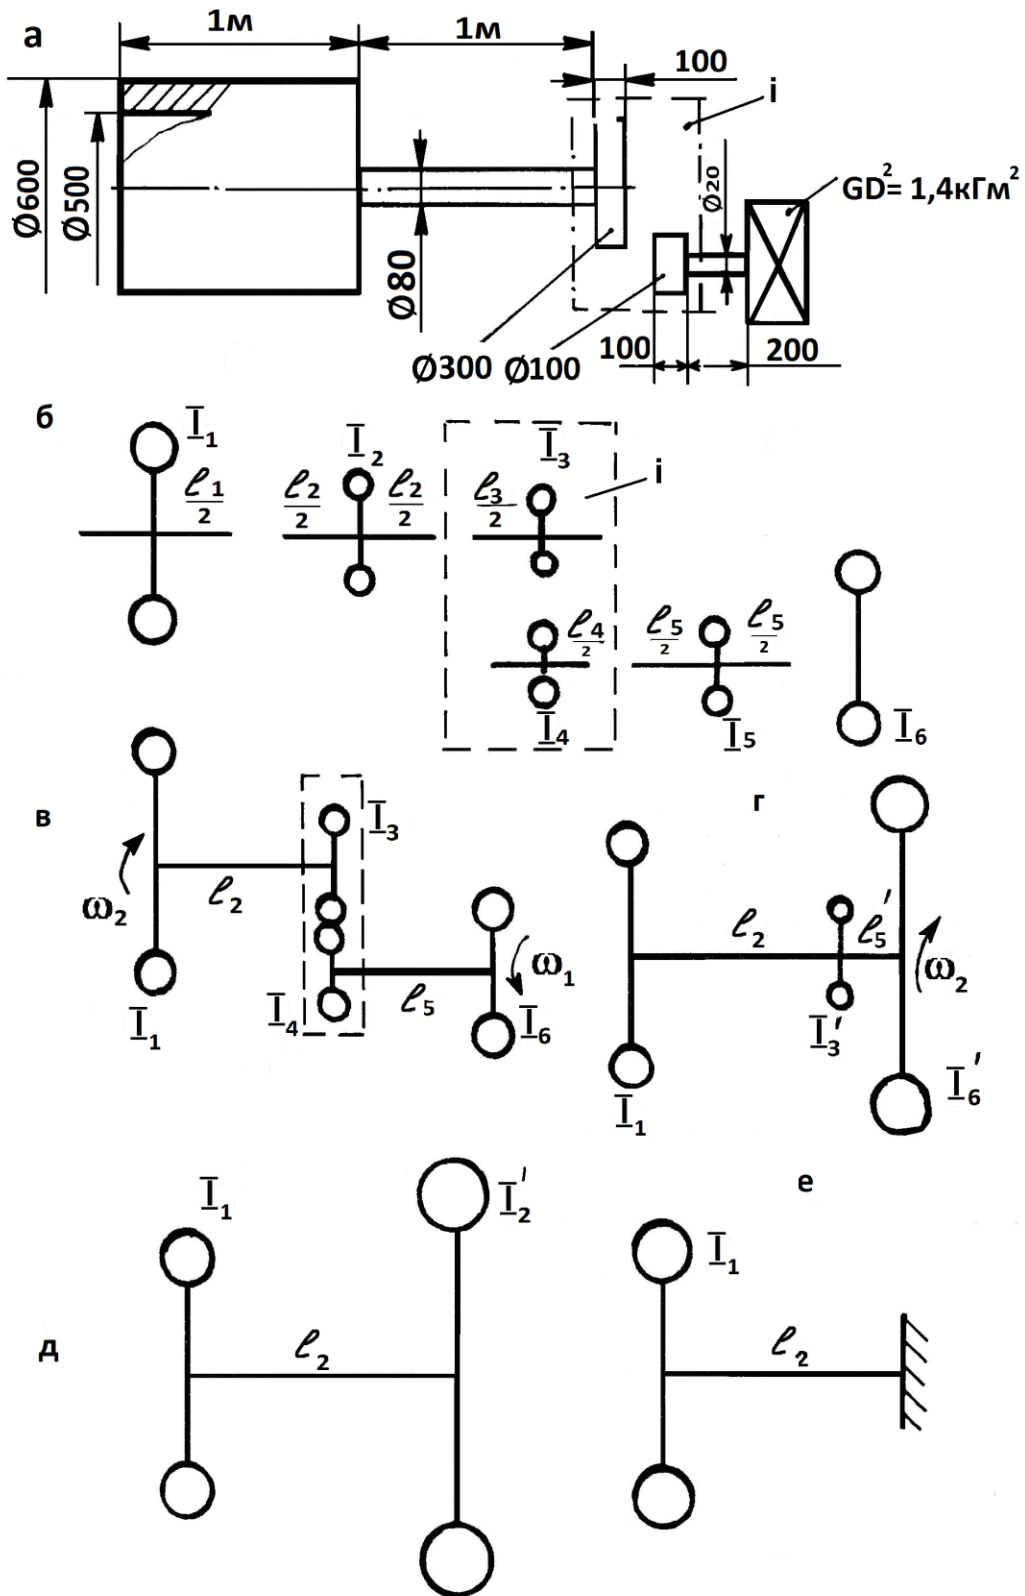 а
1м 1м
100
i
Ø600
Ø500
Ø80
Ø20
GD²= 1,4кГм²
Ø300 Ø100 100 200
б
I₁ I₂ I₃
i
ℓ₁/2 ℓ₂/2 ℓ₂/2 ℓ₃/2
ℓ₄/2 ℓ₅/2 ℓ₅/2
I₄ I₅ I₆
в г
I₃
ω₂ ℓ₂
ω₁
I₁ I₄ ℓ₅ I₆
ℓ₂ ℓ₅'
ω₂
I₁ I₃' I₆'
д е
I₁ I₂'
ℓ₂
I₁
ℓ₂